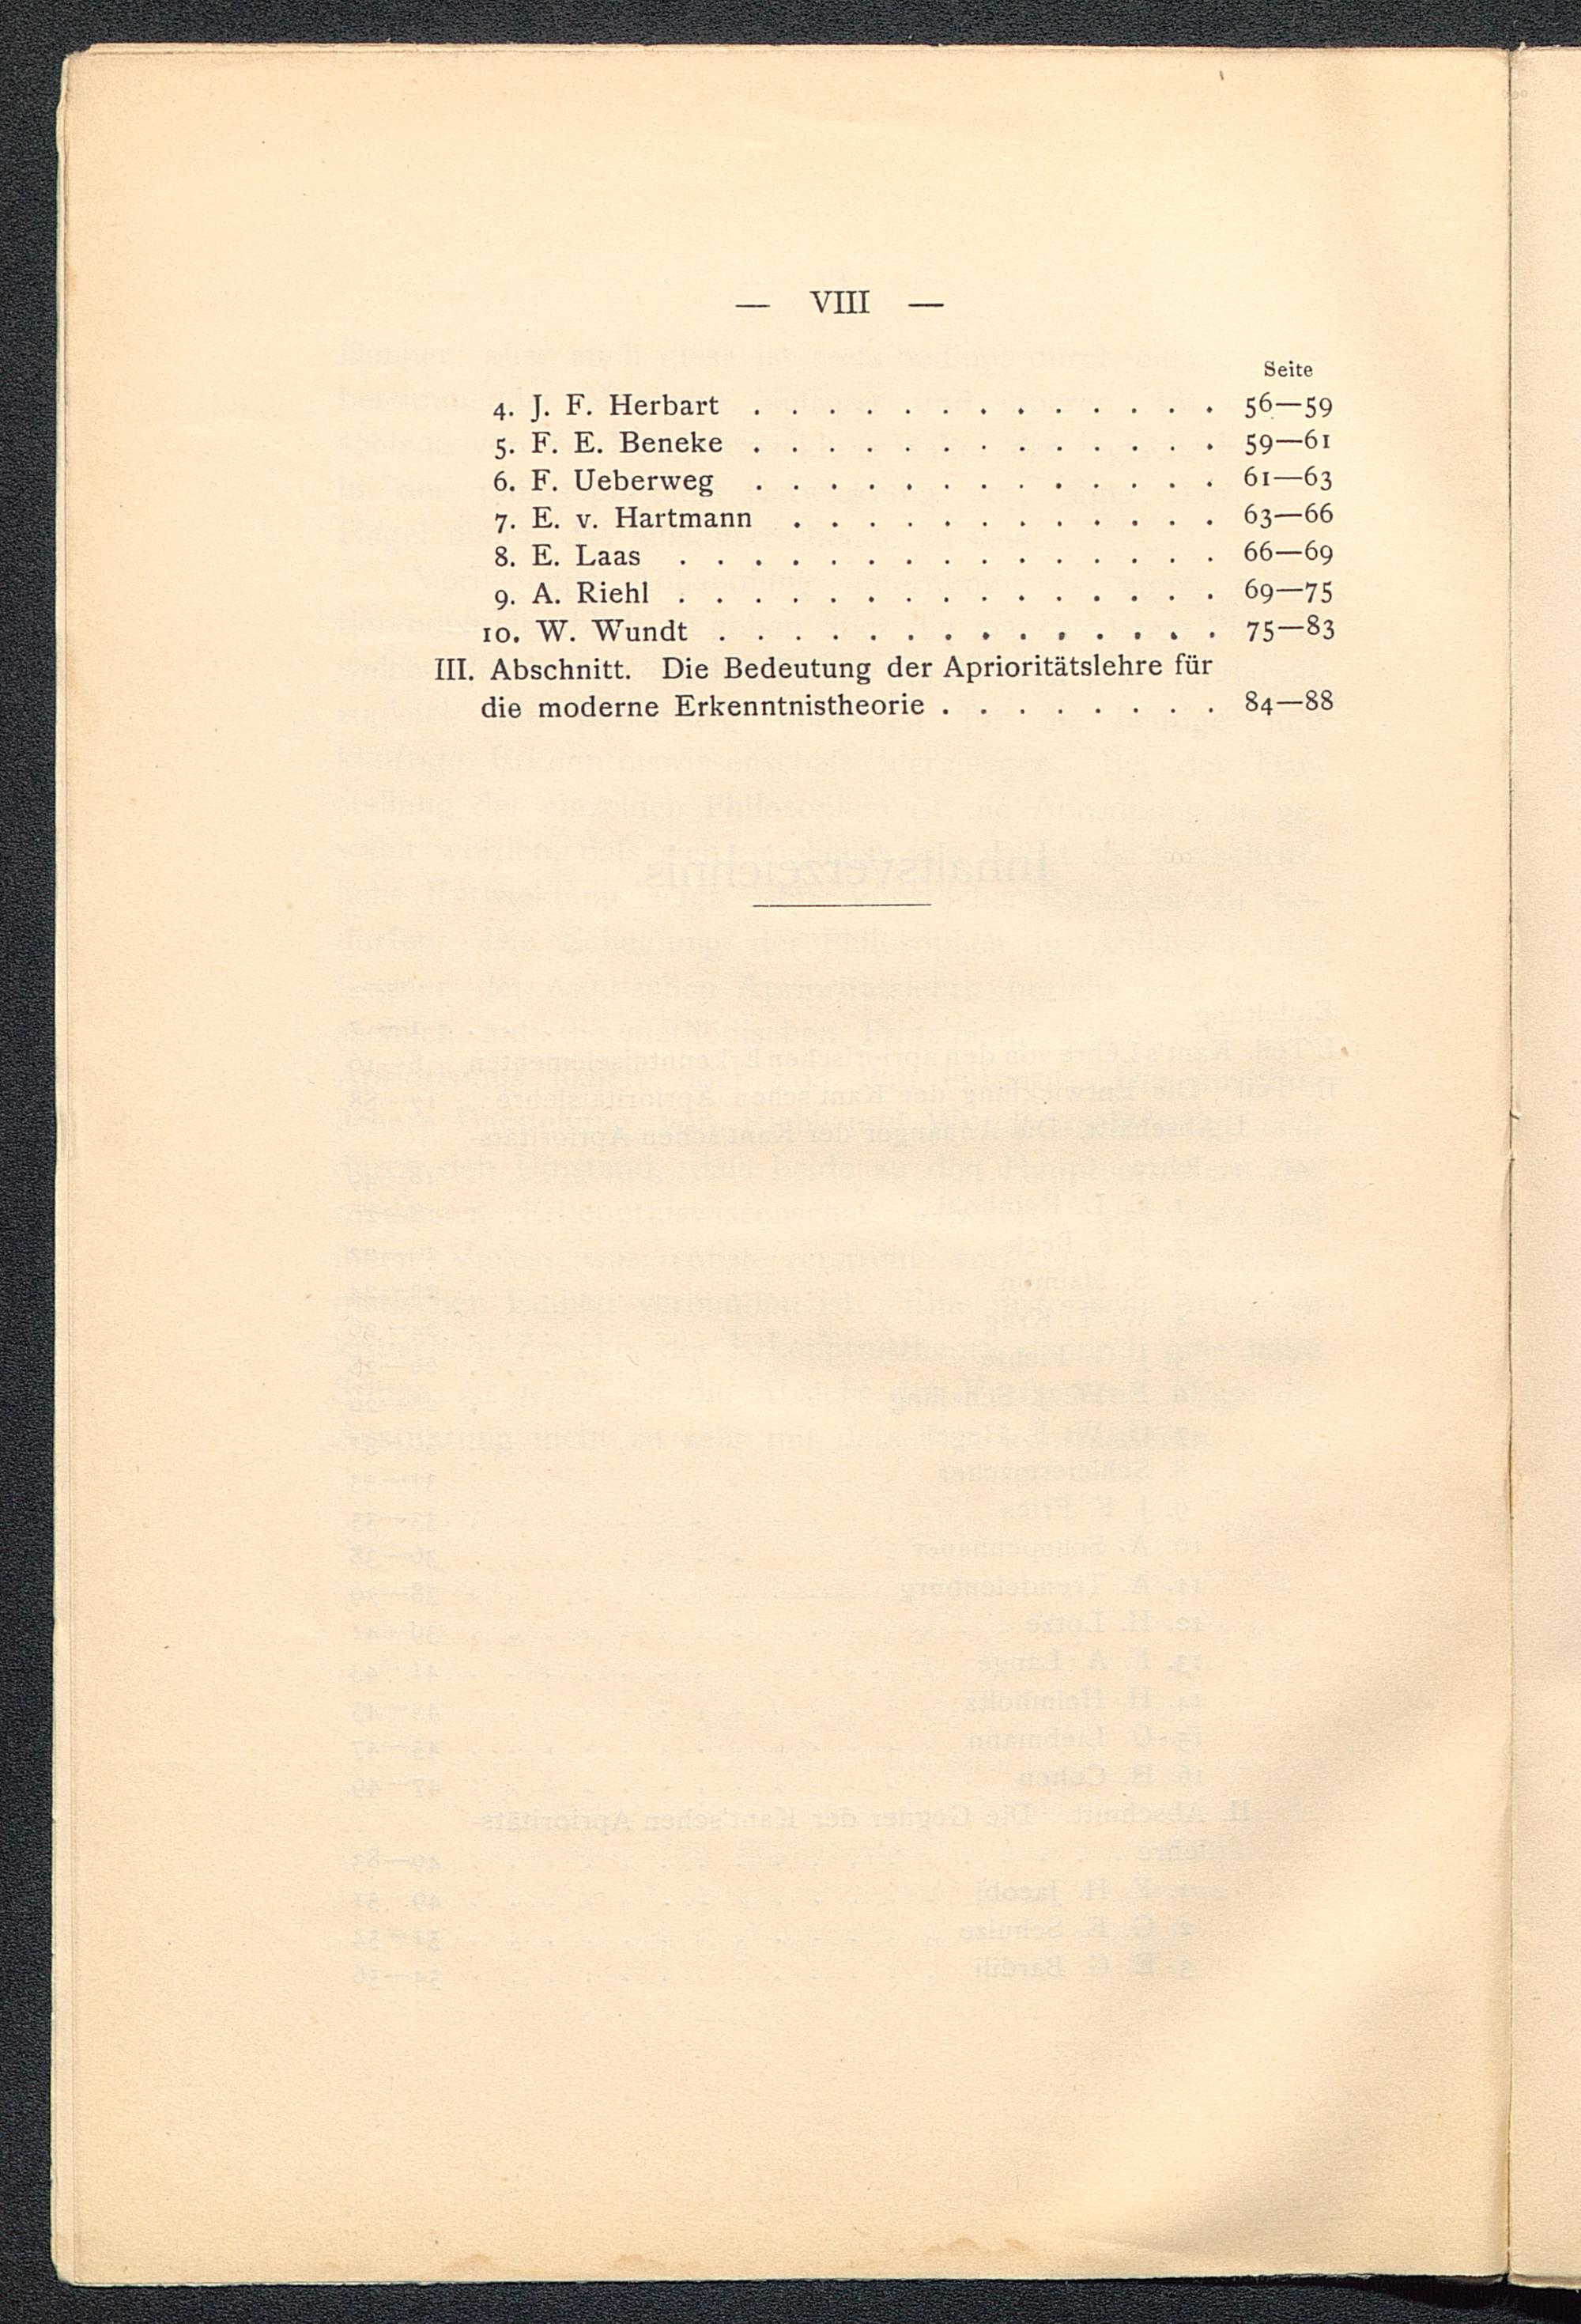 — VIII —
Seite
4. J. F. Herbart . . . . . . . . . . . . . 56—59
5. F. E. Beneke . . . . . . . . . . . . . 59—61
6. F. Ueberweg . . . . . . . . . . . . . 61—63
7. E. v. Hartmann . . . . . . . . . . . . 63—66
8. E. Laas . . . . . . . . . . . . . . . 66—69
9. A. Riehl . . . . . . . . . . . . . . . 69—75
10. W. Wundt . . . . . . . . . . . . . . 75—83
III. Abschnitt. Die Bedeutung der Aprioritätslehre für
die moderne Erkenntnistheorie . . . . . . . . 84—88